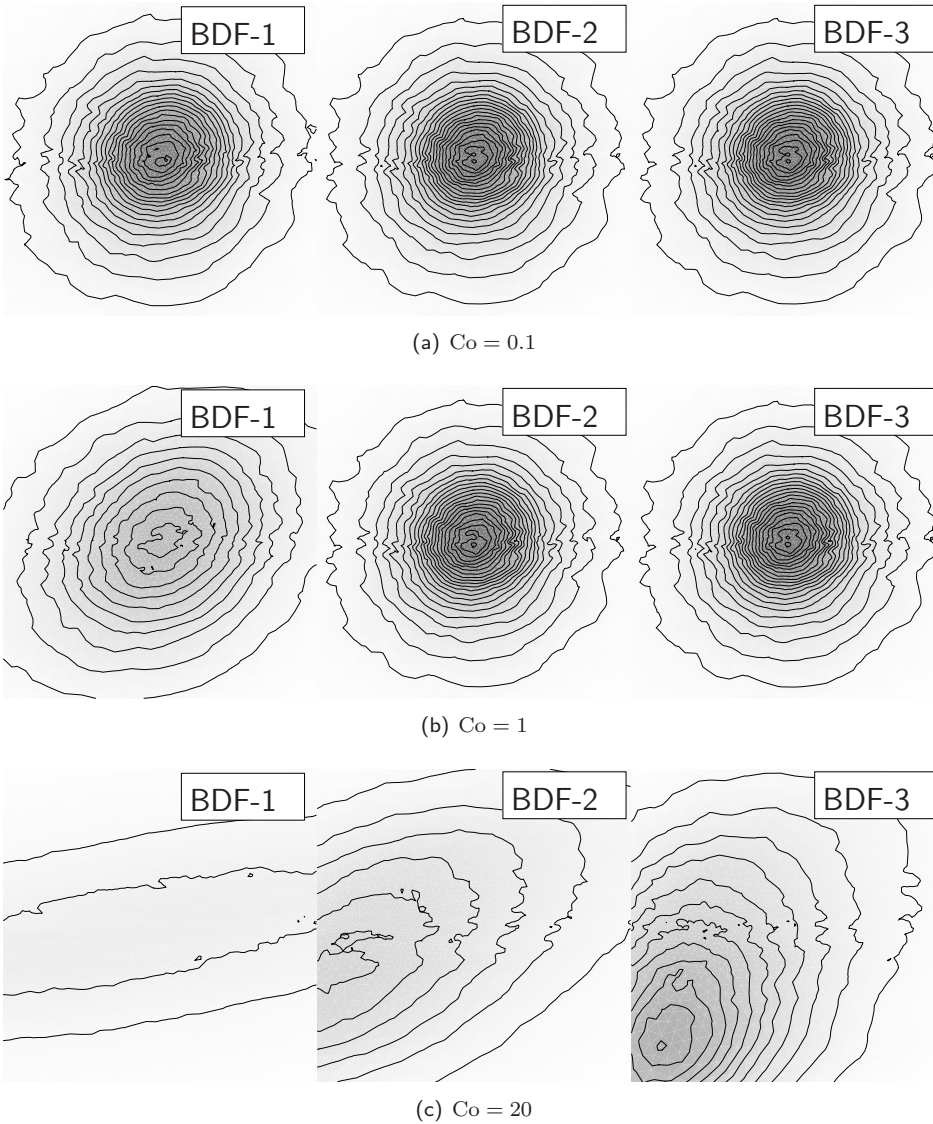 BDF-1 BDF-2 BDF-3
(a) Co = 0.1
BDF-1 BDF-2 BDF-3
(b) Co = 1
BDF-1 BDF-2 BDF-3
(c) Co = 20